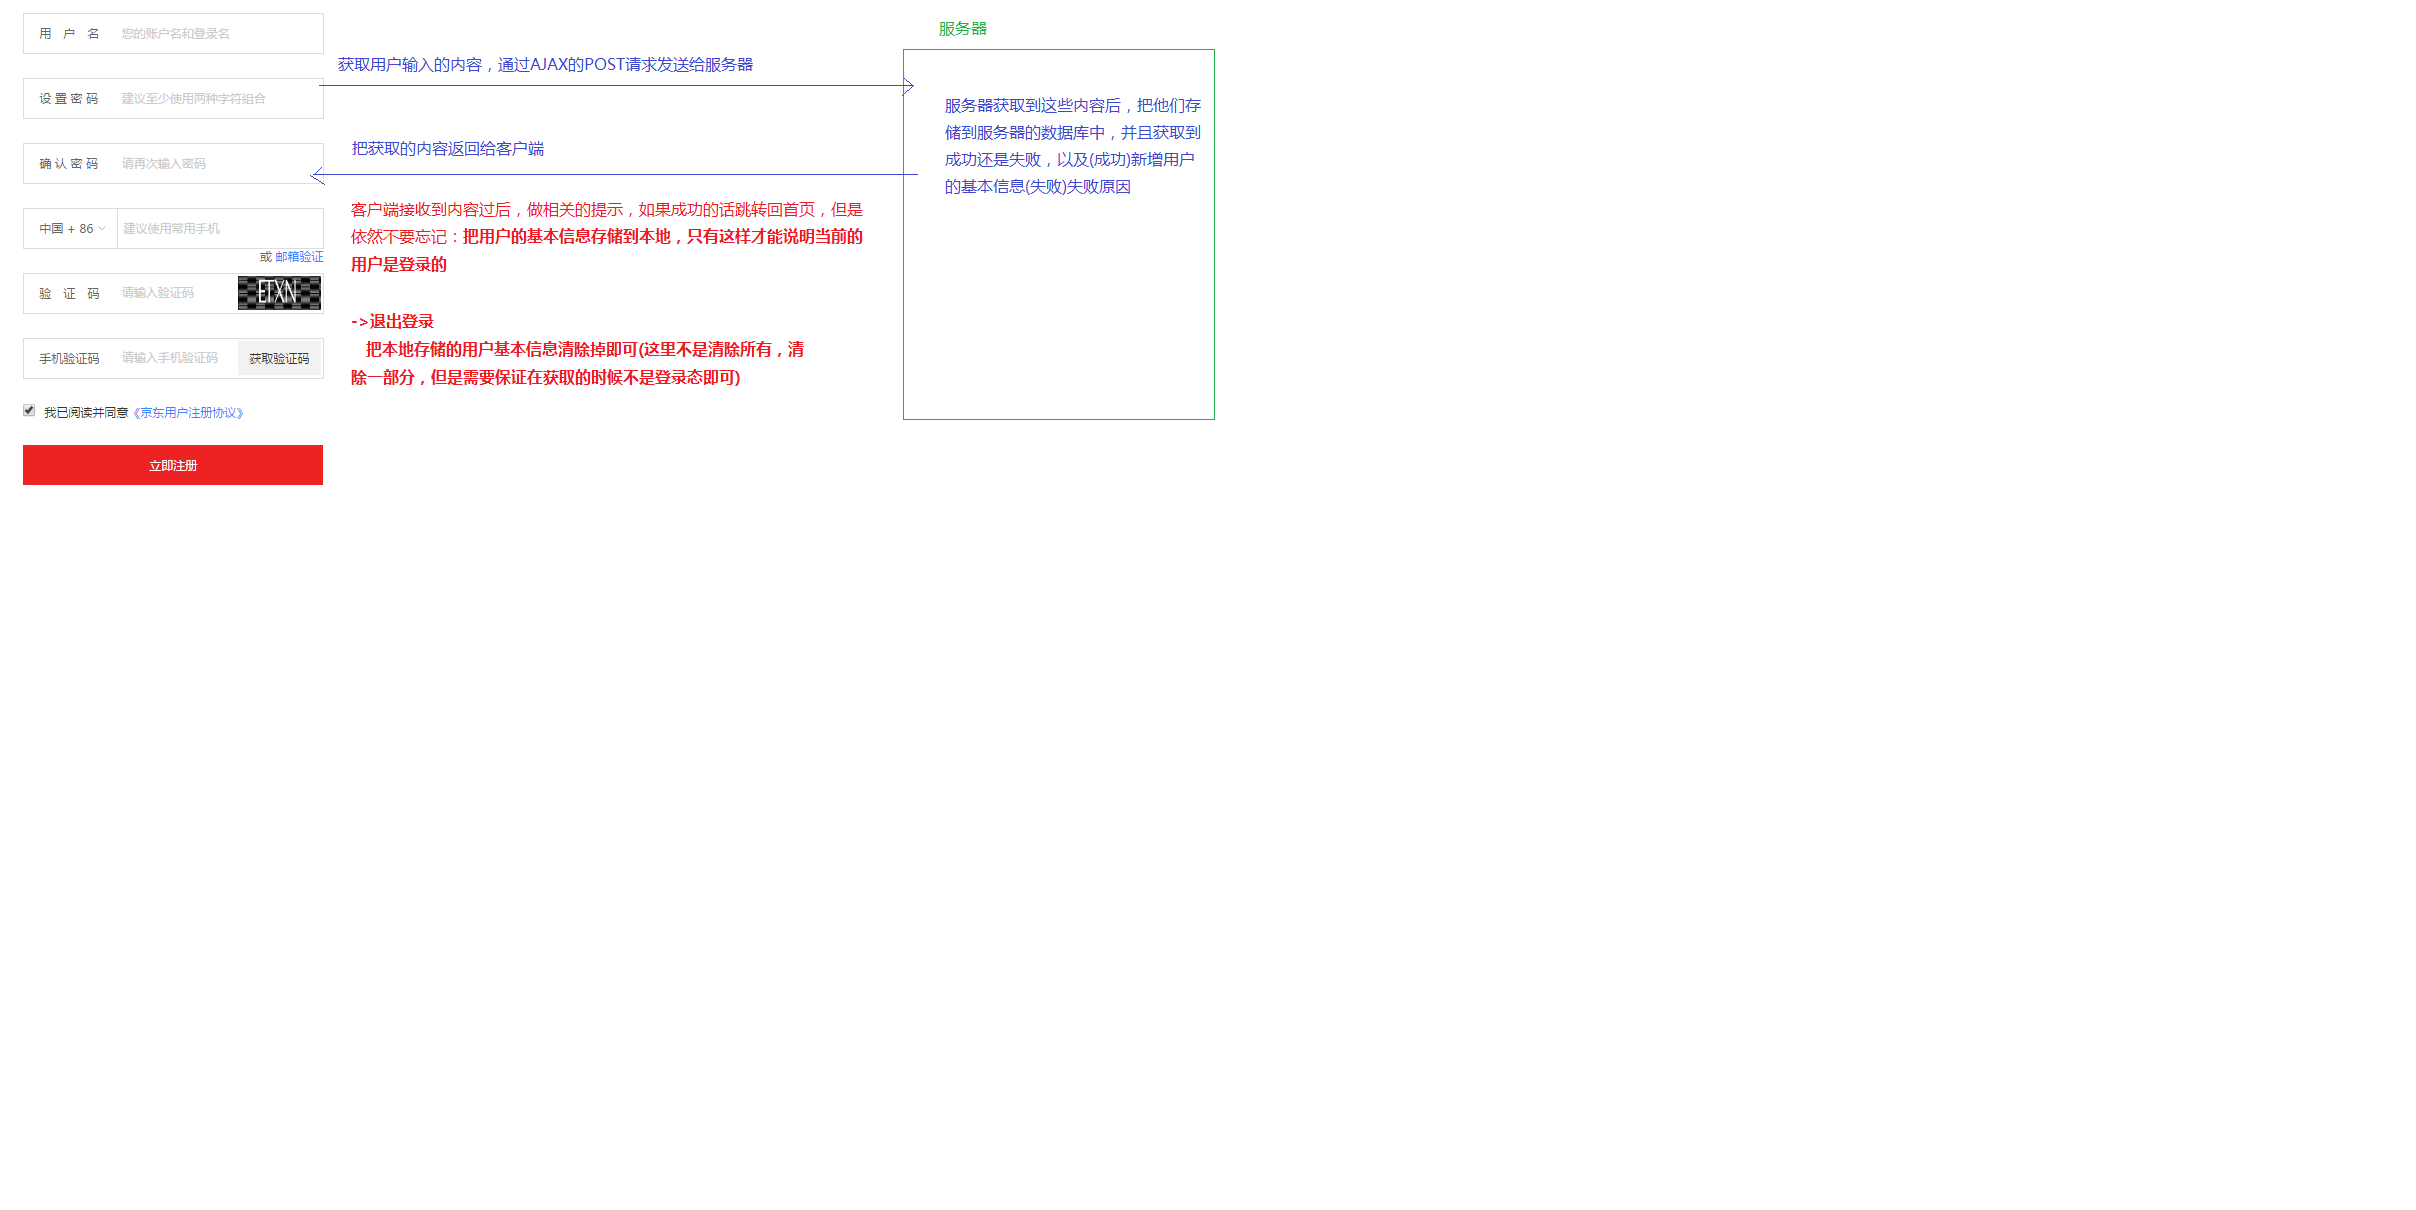 用 户 名 您的账户名和登录名
设 置 密 码 建议至少使用两种字符组合
确 认 密 码 请再次输入密码
中国 + 86 建议使用常用手机
或 邮箱验证
验 证 码 请输入验证码 ETXN
手机验证码 请输入手机验证码 获取验证码
我已阅读并同意《京东用户注册协议》
立即注册
获取用户输入的内容，通过AJAX的POST请求发送给服务器
把获取的内容返回给客户端
客户端接收到内容过后，做相关的提示，如果成功的话跳转回首页，但是
依然不要忘记：把用户的基本信息存储到本地，只有这样才能说明当前的
用户是登录的
->退出登录
把本地存储的用户基本信息清除掉即可(这里不是清除所有，清
除一部分，但是需要保证在获取的时候不是登录态即可)
服务器
服务器获取到这些内容后，把他们存
储到服务器的数据库中，并且获取到
成功还是失败，以及(成功)新增用户
的基本信息(失败)失败原因